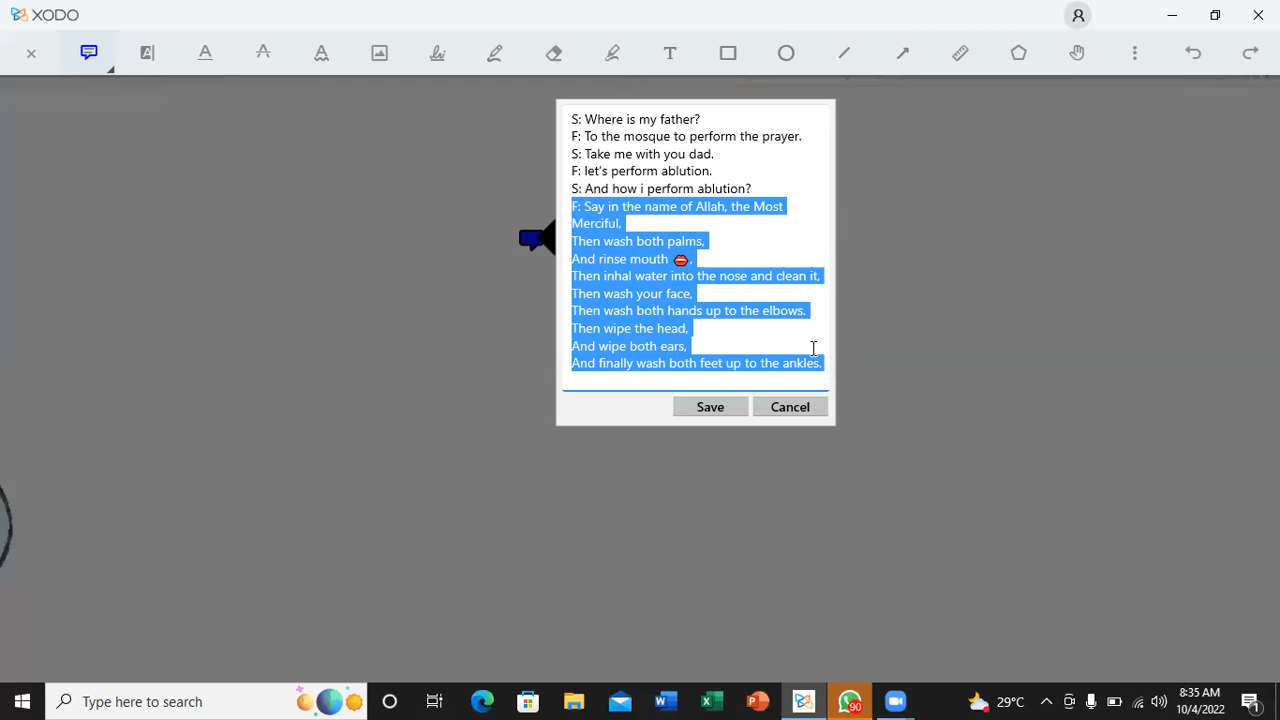 XODO
S: Where is my father?
F: To the mosque to perform the prayer.
S: Take me with you dad.
F: let's perform ablution.
S: And how i perform ablution?
F: Say in the name of Allah, the Most
Merciful,
Then wash both palms,
And rinse mouth 👄,
Then inhal water into the nose and clean it,
Then wash your face,
Then wash both hands up to the elbows.
Then wipe the head,
And wipe both ears,
And finally wash both feet up to the ankles.
Save Cancel
Type here to search
90
29°C
8:35 AM
10/4/2022
1